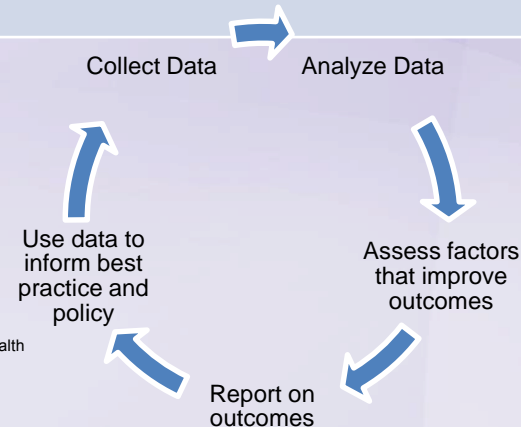 Collect Data
Analyze Data
Assess factors
that improve
outcomes
Report on
outcomes
Use data to
inform best
practice and
policy